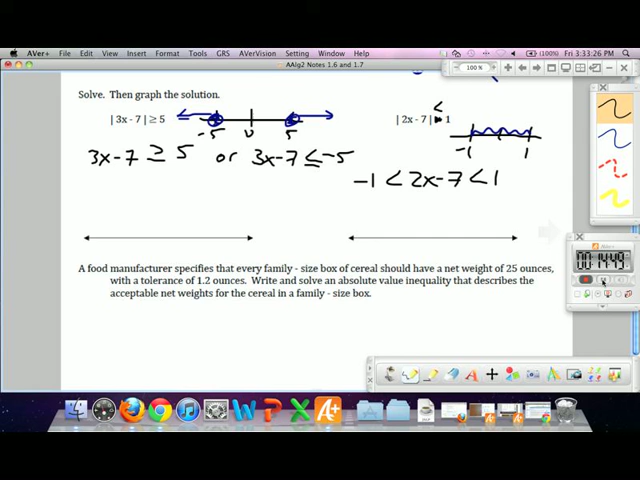 AVer+ File Edit View Insert Format Tools GRS AVerVision Setting Window Help (100%) Fri 3:33:26 PM
AAlg2 Notes 1.6 and 1.7
100 %
Solve. Then graph the solution.
| 3x - 7 | ≥ 5
-5 0 5
<
| 2x - 7 | 1
-1 1
3x-7 ≥ 5 or 3x-7 ≤ -5
-1 < 2x-7 < 1
AVer+
00:14:49
A food manufacturer specifies that every family - size box of cereal should have a net weight of 25 ounces,
with a tolerance of 1.2 ounces. Write and solve an absolute value inequality that describes the
acceptable net weights for the cereal in a family - size box.